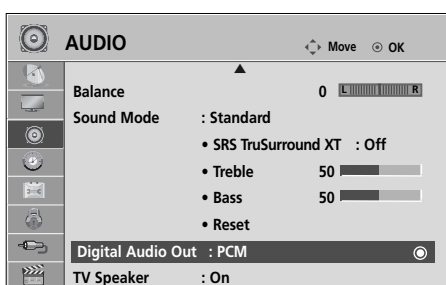 AUDIO Move OK
Balance 0 L R
Sound Mode : Standard
• SRS TruSurround XT : Off
• Treble 50
• Bass 50
• Reset
Digital Audio Out : PCM
TV Speaker : On